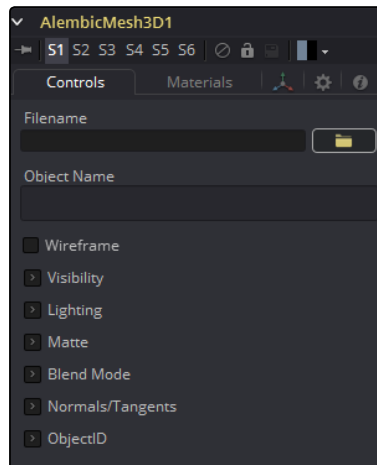 AlembicMesh3D1
S1 S2 S3 S4 S5 S6
Controls Materials
Filename
Object Name
Wireframe
Visibility
Lighting
Matte
Blend Mode
Normals/Tangents
ObjectID